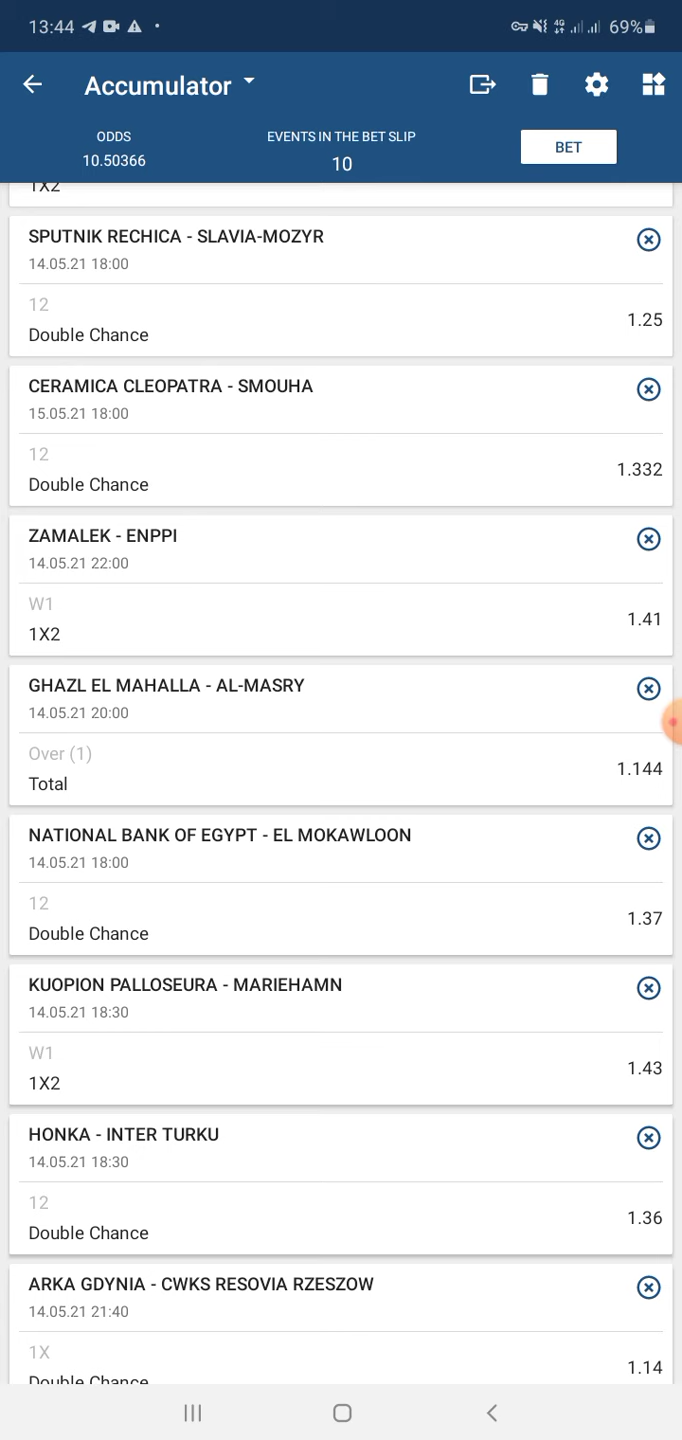 13:44
4G
69%
Accumulator
ODDS
10.50366
EVENTS IN THE BET SLIP
10
BET
1X2
SPUTNIK RECHICA - SLAVIA-MOZYR
14.05.21 18:00
12
Double Chance
1.25
CERAMICA CLEOPATRA - SMOUHA
15.05.21 18:00
12
Double Chance
1.332
ZAMALEK - ENPPI
14.05.21 22:00
W1
1X2
1.41
GHAZL EL MAHALLA - AL-MASRY
14.05.21 20:00
Over (1)
Total
1.144
NATIONAL BANK OF EGYPT - EL MOKAWLOON
14.05.21 18:00
12
Double Chance
1.37
KUOPION PALLOSEURA - MARIEHAMN
14.05.21 18:30
W1
1X2
1.43
HONKA - INTER TURKU
14.05.21 18:30
12
Double Chance
1.36
ARKA GDYNIA - CWKS RESOVIA RZESZOW
14.05.21 21:40
1X
Double Chance
1.14